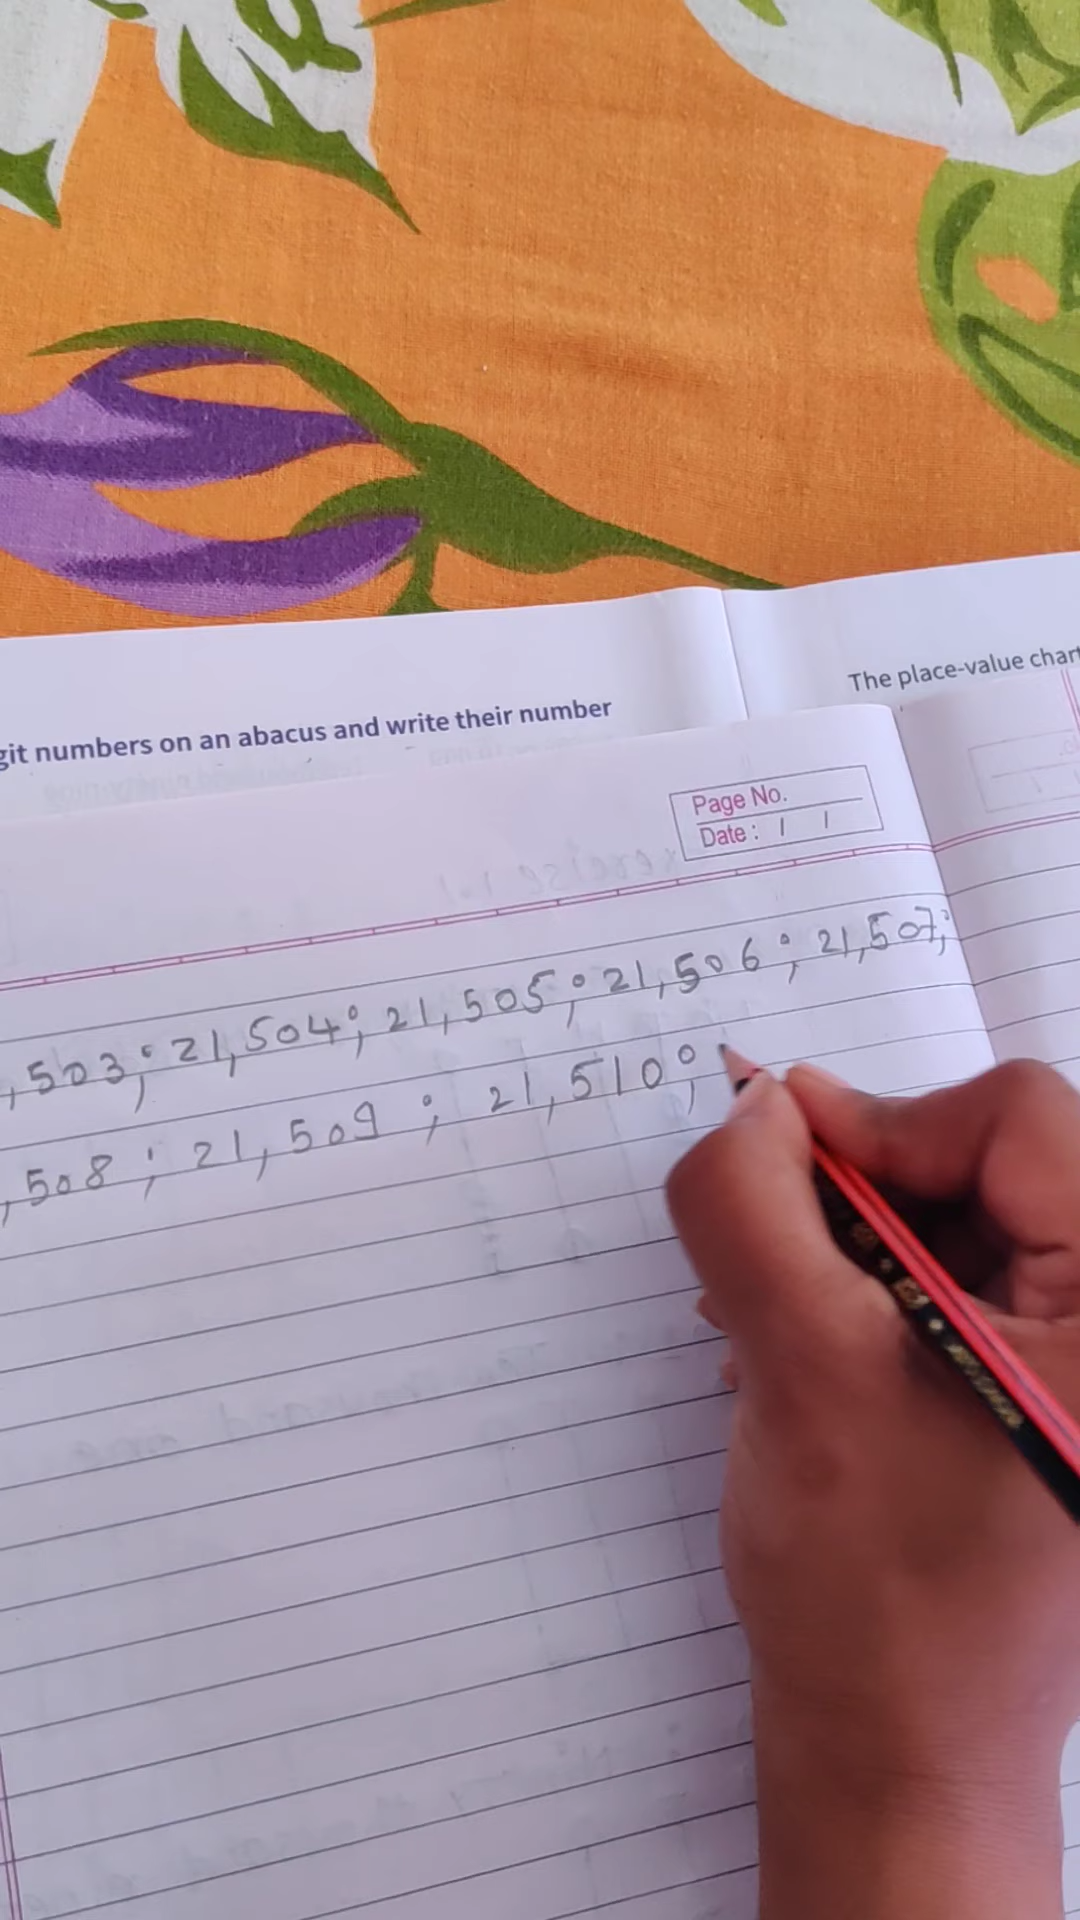 The place-value chart
git numbers on an abacus and write their number
Page No.
Date : / /
,503; 21,504; 21,505; 21,506; 21,507;
,508; 21,509; 21,510;